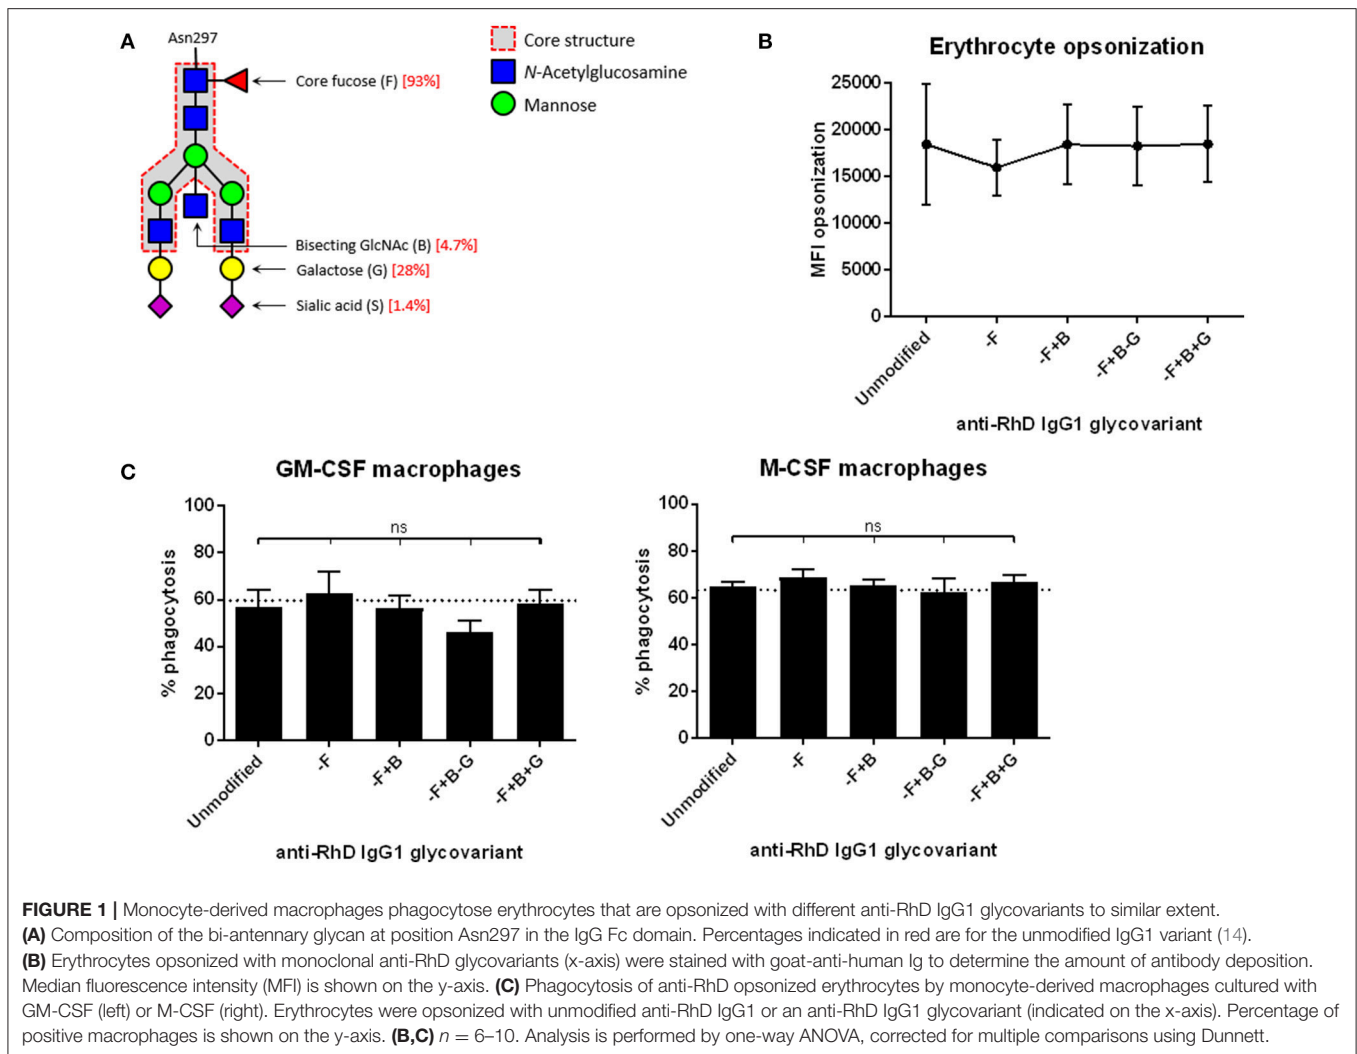 A
Asn297
Core fucose (F) [93%]
Bisecting GlcNAc (B) [4.7%]
Galactose (G) [28%]
Sialic acid (S) [1.4%]
Core structure
N-Acetylglucosamine
Mannose
B
Erythrocyte opsonization
MFI opsonization
25000
20000
15000
10000
5000
0
Unmodified
-F
-F+B
-F+B-G
-F+B+G
anti-RhD IgG1 glycovariant
C
GM-CSF macrophages
% phagocytosis
100
80
60
40
20
0
ns
Unmodified
-F
-F+B
-F+B-G
-F+B+G
anti-RhD IgG1 glycovariant
M-CSF macrophages
% phagocytosis
100
80
60
40
20
0
ns
Unmodified
-F
-F+B
-F+B-G
-F+B+G
anti-RhD IgG1 glycovariant
FIGURE 1 | Monocyte-derived macrophages phagocytose erythrocytes that are opsonized with different anti-RhD IgG1 glycovariants to similar extent.
(A) Composition of the bi-antennary glycan at position Asn297 in the IgG Fc domain. Percentages indicated in red are for the unmodified IgG1 variant (14).
(B) Erythrocytes opsonized with monoclonal anti-RhD glycovariants (x-axis) were stained with goat-anti-human Ig to determine the amount of antibody deposition.
Median fluorescence intensity (MFI) is shown on the y-axis. (C) Phagocytosis of anti-RhD opsonized erythrocytes by monocyte-derived macrophages cultured with
GM-CSF (left) or M-CSF (right). Erythrocytes were opsonized with unmodified anti-RhD IgG1 or an anti-RhD IgG1 glycovariant (indicated on the x-axis). Percentage of
positive macrophages is shown on the y-axis. (B,C) n = 6–10. Analysis is performed by one-way ANOVA, corrected for multiple comparisons using Dunnett.